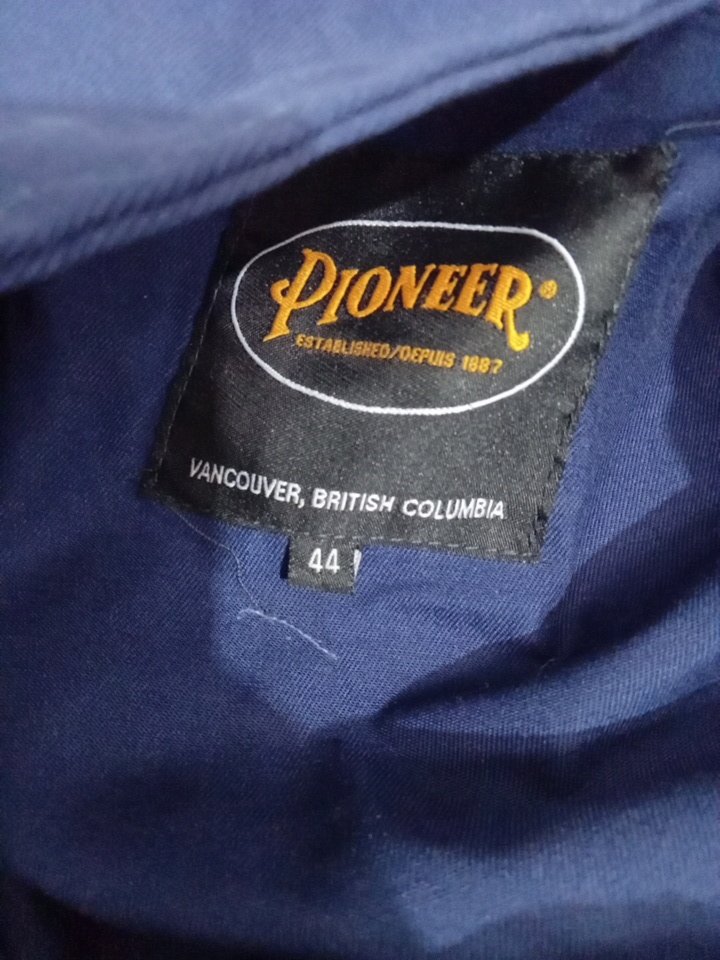 PIONEER®
ESTABLISHED/DEPUIS 1887
VANCOUVER, BRITISH COLUMBIA
44